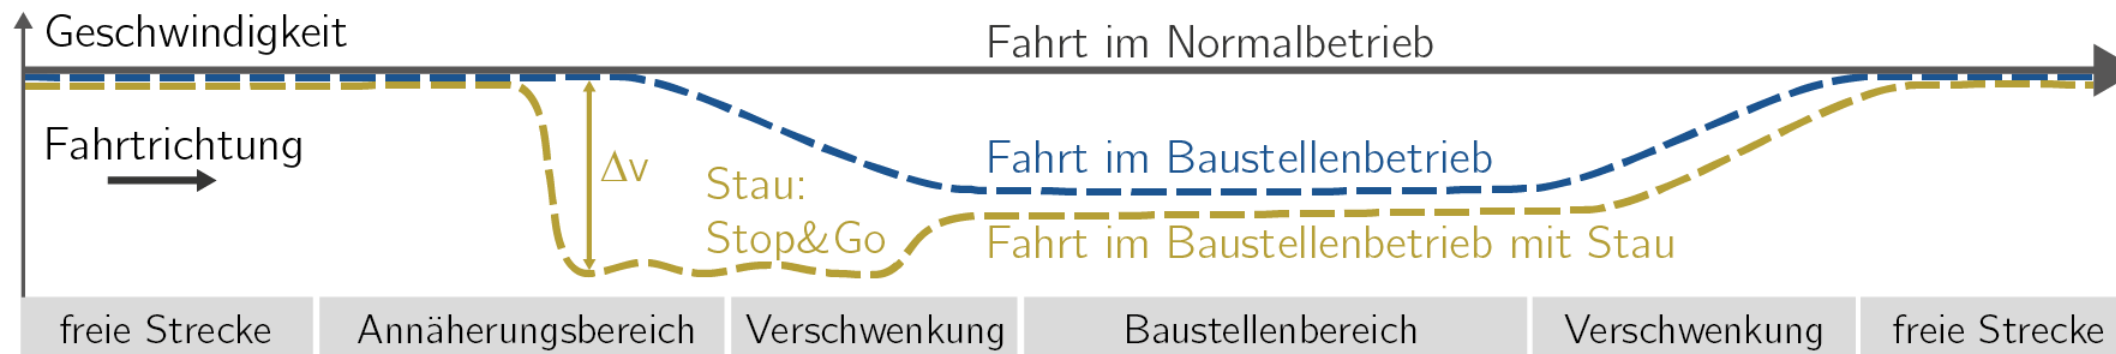 Geschwindigkeit
Fahrt im Normalbetrieb
Fahrtrichtung
Δv
Stau:
Stop&Go
Fahrt im Baustellenbetrieb
Fahrt im Baustellenbetrieb mit Stau
freie Strecke
Annäherungsbereich
Verschwenkung
Baustellenbereich
Verschwenkung
freie Strecke